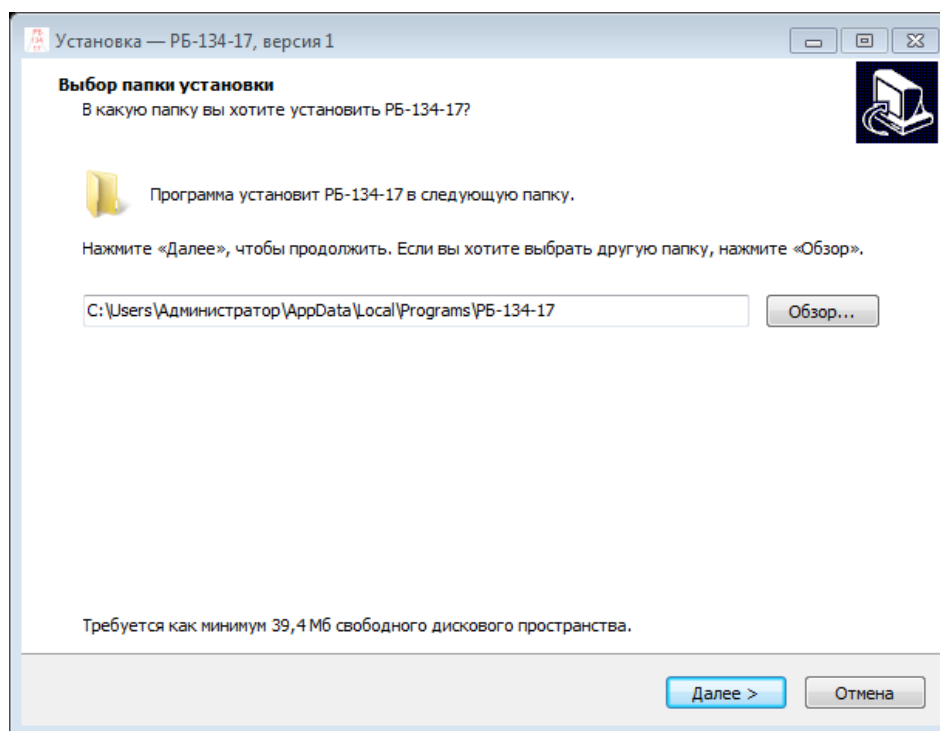 Установка — РБ-134-17, версия 1
Выбор папки установки
В какую папку вы хотите установить РБ-134-17?
Программа установит РБ-134-17 в следующую папку.
Нажмите «Далее», чтобы продолжить. Если вы хотите выбрать другую папку, нажмите «Обзор».
C:\Users\Администратор\AppData\Local\Programs\РБ-134-17
Обзор...
Требуется как минимум 39,4 Мб свободного дискового пространства.
Далее >
Отмена